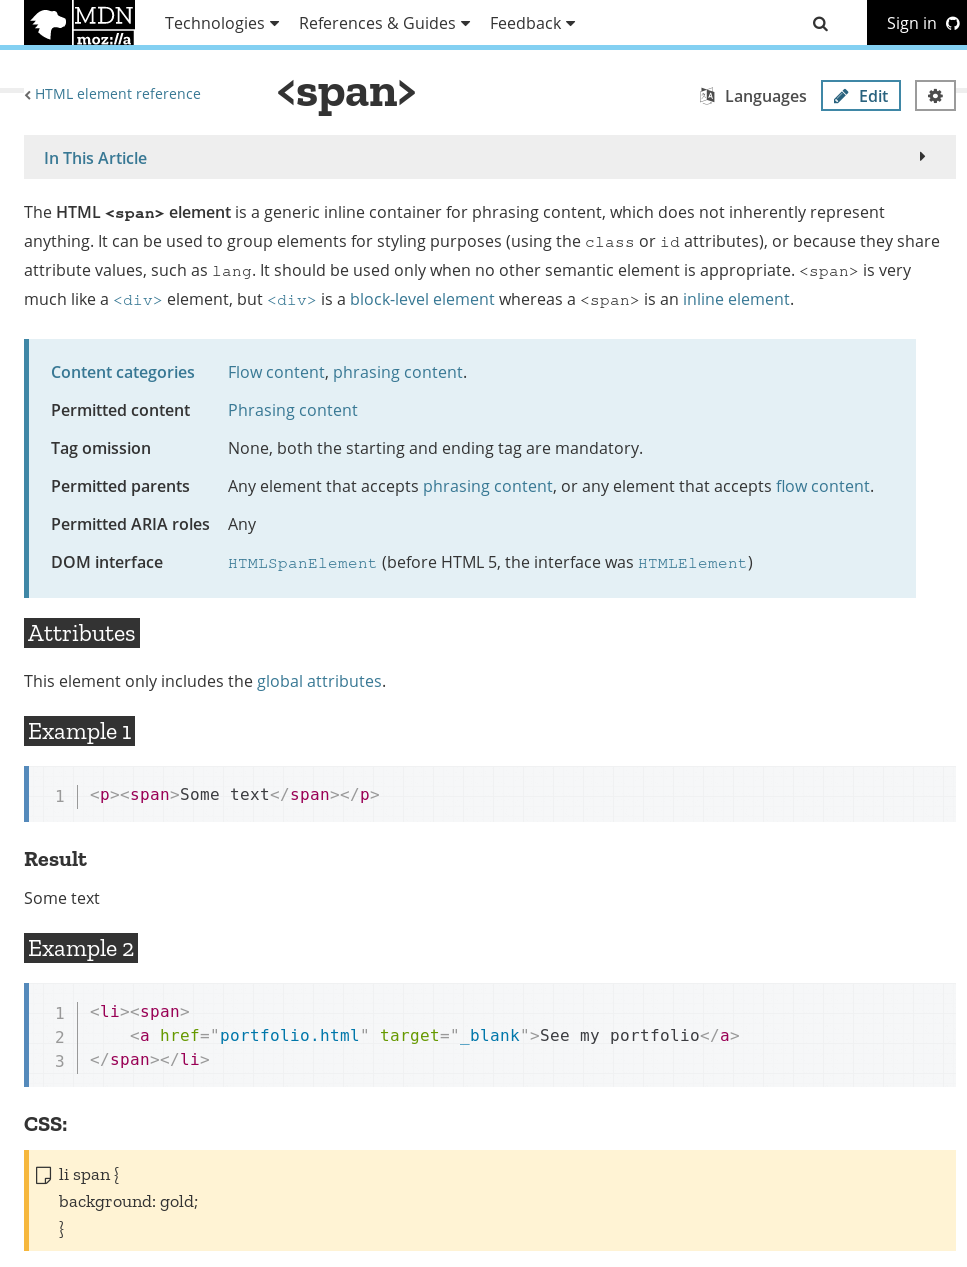 MDN
moz://a
Technologies References & Guides Feedback Sign in
HTML element reference <span> Languages Edit
In This Article
The HTML <span> element is a generic inline container for phrasing content, which does not inherently represent
anything. It can be used to group elements for styling purposes (using the class or id attributes), or because they share
attribute values, such as lang. It should be used only when no other semantic element is appropriate. <span> is very
much like a <div> element, but <div> is a block-level element whereas a <span> is an inline element.
Content categories Flow content, phrasing content.
Permitted content Phrasing content
Tag omission None, both the starting and ending tag are mandatory.
Permitted parents Any element that accepts phrasing content, or any element that accepts flow content.
Permitted ARIA roles Any
DOM interface HTMLSpanElement (before HTML 5, the interface was HTMLElement)
Attributes
This element only includes the global attributes.
Example 1
1 <p><span>Some text</span></p>
Result
Some text
Example 2
1 <li><span>
2     <a href="portfolio.html" target="_blank">See my portfolio</a>
3 </span></li>
CSS:
li span {
background: gold;
}